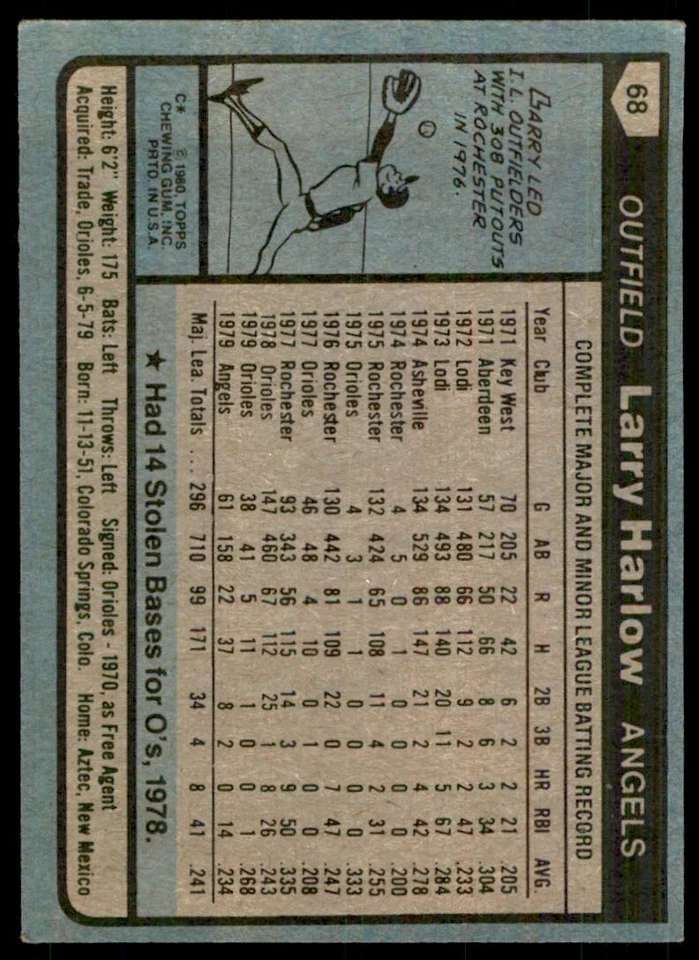 68 OUTFIELD Larry Harlow ANGELS
COMPLETE MAJOR AND MINOR LEAGUE BATTING RECORD
LARRY LED
I.L. OUTFIELDERS
WITH 308 PUTOUTS
AT ROCHESTER
IN 1976.
C* © 1980, TOPPS
CHEWING GUM, INC.
PRTD. IN U.S.A.
Year Club G AB R H 2B 3B HR RBI AVG.
1971 Key West 70 205 22 42 6 2 2 21 .205
1971 Aberdeen 57 217 50 66 8 6 3 34 .304
1972 Lodi 131 480 66 112 9 2 2 47 .233
1973 Lodi 134 493 88 140 20 11 5 67 .284
1974 Asheville 134 529 86 147 21 2 4 42 .278
1974 Rochester 4 5 0 1 0 0 0 0 .200
1975 Rochester 132 424 65 108 11 4 2 31 .255
1975 Orioles 4 3 1 1 0 0 0 0 .333
1976 Rochester 130 442 81 109 22 0 7 47 .247
1977 Orioles 46 48 4 10 0 1 0 0 .208
1977 Rochester 93 343 56 115 14 3 9 50 .335
1978 Orioles 147 460 67 112 25 1 8 26 .243
1979 Orioles 38 41 5 11 1 0 0 1 .268
1979 Angels 61 158 22 37 8 2 0 14 .234
Maj. Lea. Totals ... 296 710 99 171 34 4 8 41 .241
★ Had 14 Stolen Bases for O's, 1978.
Height: 6'2" Weight: 175 Bats: Left Throws: Left Signed: Orioles - 1970, as Free Agent
Acquired: Trade, Orioles, 6-5-79 Born: 11-13-51, Colorado Springs, Colo. Home: Aztec, New Mexico